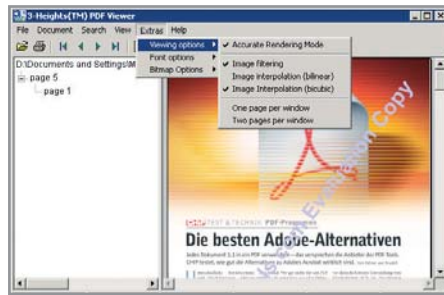 3-Heights(TM) PDF Viewer
File Document Search View Extras Help
Viewing options
Font options
Bitmap Options
Accurate Rendering Mode
Image filtering
Image interpolation (bilinear)
Image Interpolation (bicubic)
One page per window
Two pages per window
D:\Documents and Settings\M
page 5
page 1
is.com Evaluation Copy
TEST & TECHNIK PDF-Programme
Die besten Adobe-Alternativen